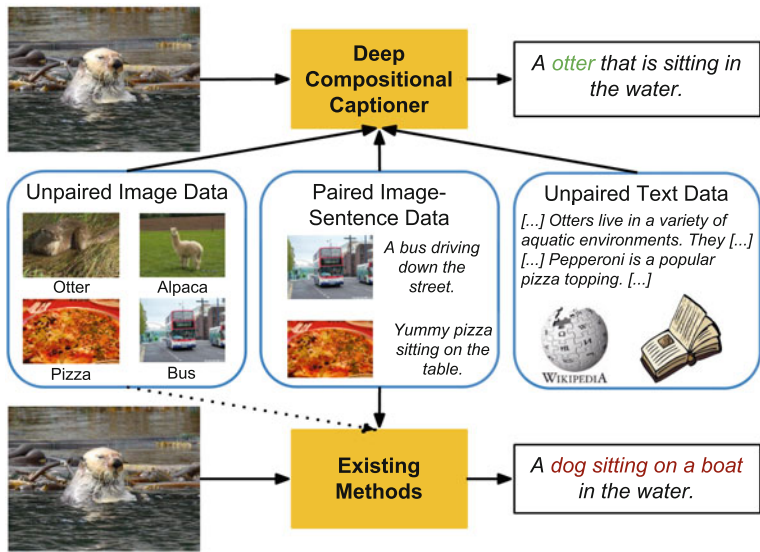 Deep
Compositional
Captioner
A otter that is sitting in
the water.
Unpaired Image Data
Otter
Alpaca
Pizza
Bus
Paired Image-
Sentence Data
A bus driving
down the
street.
Yummy pizza
sitting on the
table.
Unpaired Text Data
[...] Otters live in a variety of
aquatic environments. They [...]
[...] Pepperoni is a popular
pizza topping. [...]
WIKIPEDIA
Existing
Methods
A dog sitting on a boat
in the water.